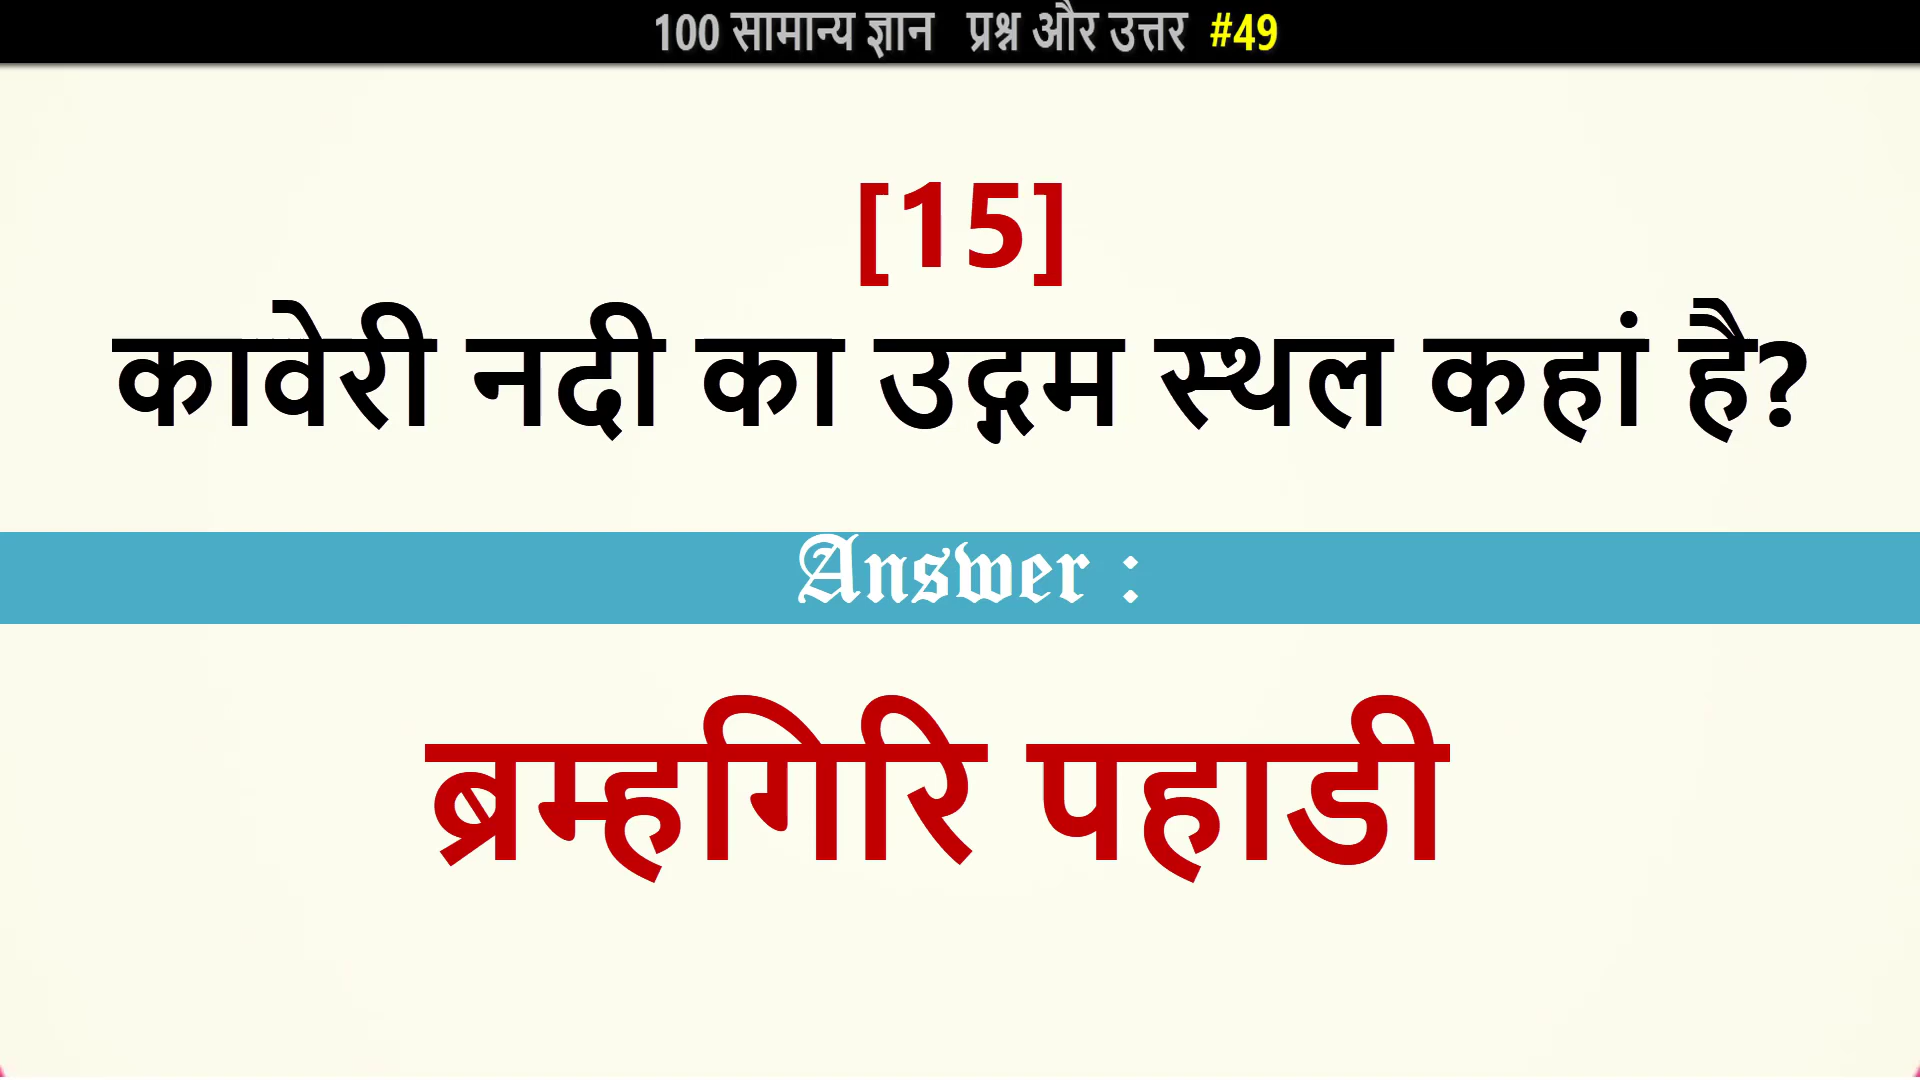 100 सामान्य ज्ञान प्रश्न और उत्तर #49
[15]
कावेरी नदी का उद्गम स्थल कहां है?
Answer :
ब्रम्हगिरि पहाडी